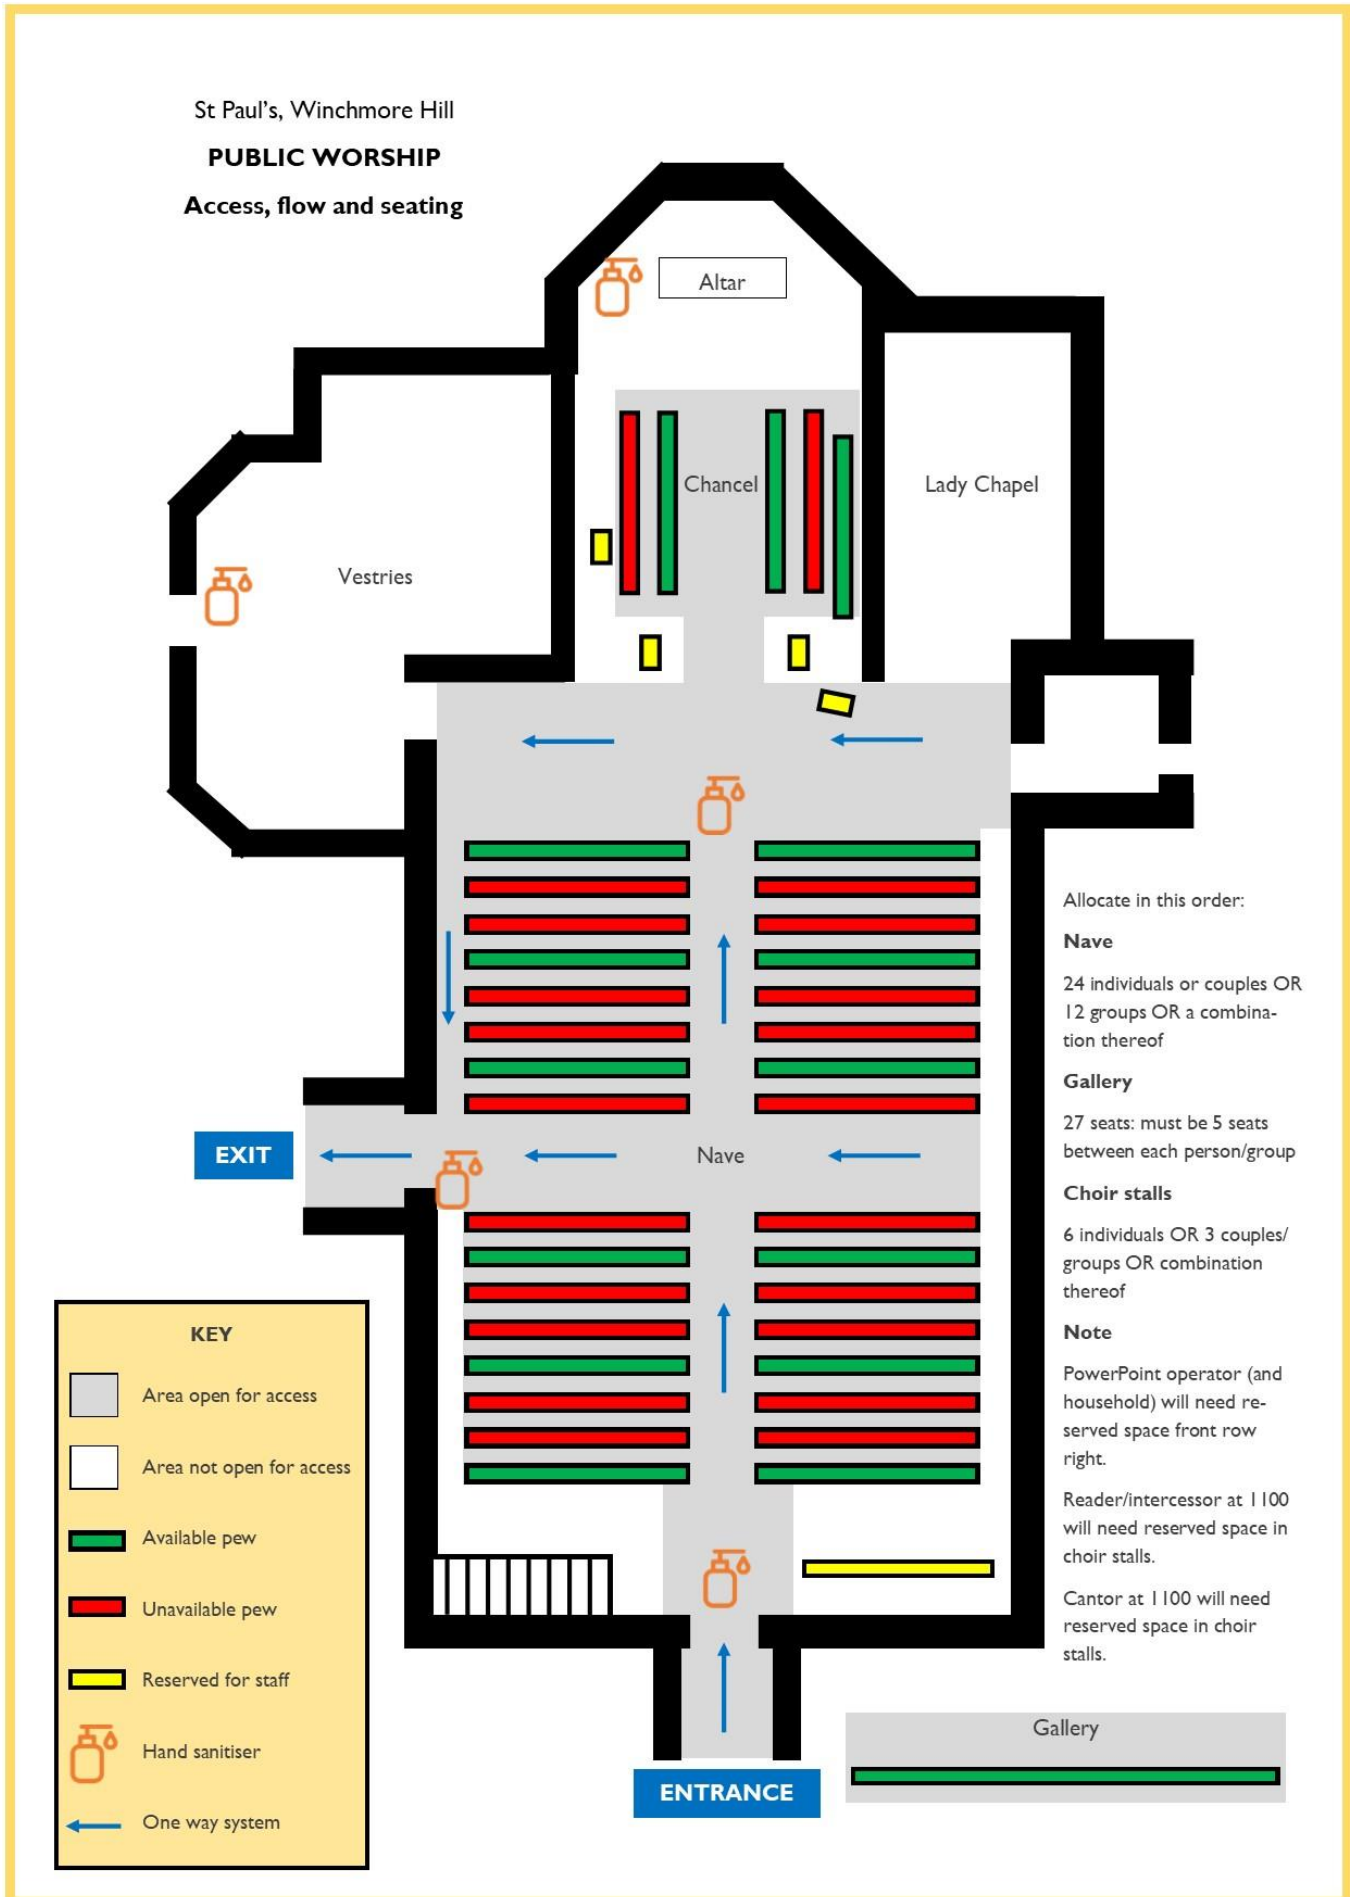 St Paul's, Winchmore Hill
PUBLIC WORSHIP
Access, flow and seating
Altar
Chancel
Lady Chapel
Vestries
Nave
EXIT
ENTRANCE
Allocate in this order:
Nave
24 individuals or couples OR
12 groups OR a combina-
tion thereof
Gallery
27 seats: must be 5 seats
between each person/group
Choir stalls
6 individuals OR 3 couples/
groups OR combination
thereof
Note
PowerPoint operator (and
household) will need re-
served space front row
right.
Reader/intercessor at 1100
will need reserved space in
choir stalls.
Cantor at 1100 will need
reserved space in choir
stalls.
Gallery
KEY
Area open for access
Area not open for access
Available pew
Unavailable pew
Reserved for staff
Hand sanitiser
One way system